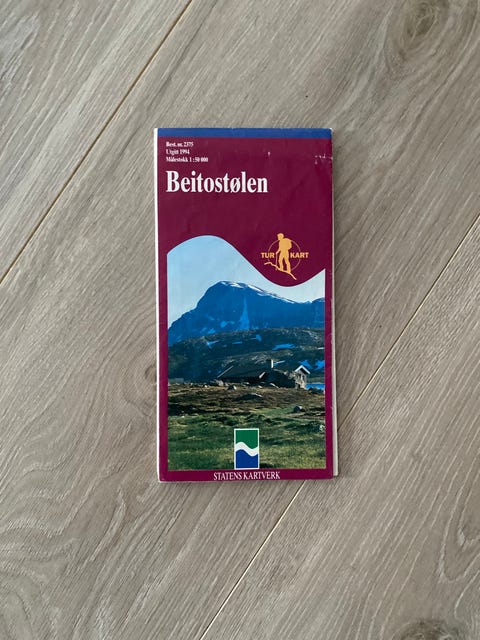 Best. nr. 2375
Utgitt 1994
Målestokk 1 : 50 000
Beitostølen
TUR KART
STATENS KARTVERK